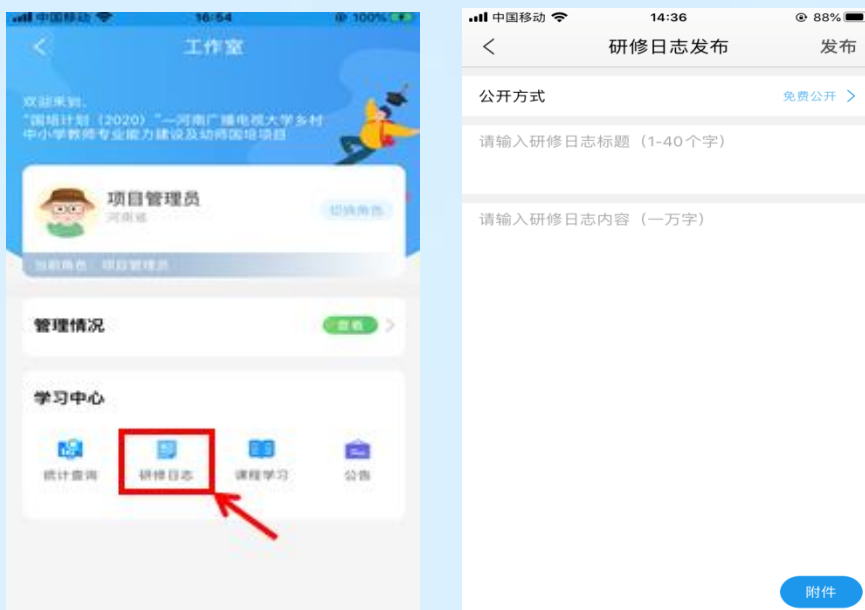 中国移动 16:54 100%
工作室
欢迎来到,
“国培计划（2020）”—河南广播电视大学乡村
中小学教师专业能力建设及幼师国培项目
项目管理员
河南省
切换角色
当前角色：项目管理员
管理情况
查看
学习中心
统计查询 研修日志 课程学习 公告
中国移动 14:36 88%
研修日志发布 发布
公开方式 免费公开
请输入研修日志标题（1-40个字）
请输入研修日志内容（一万字）
附件